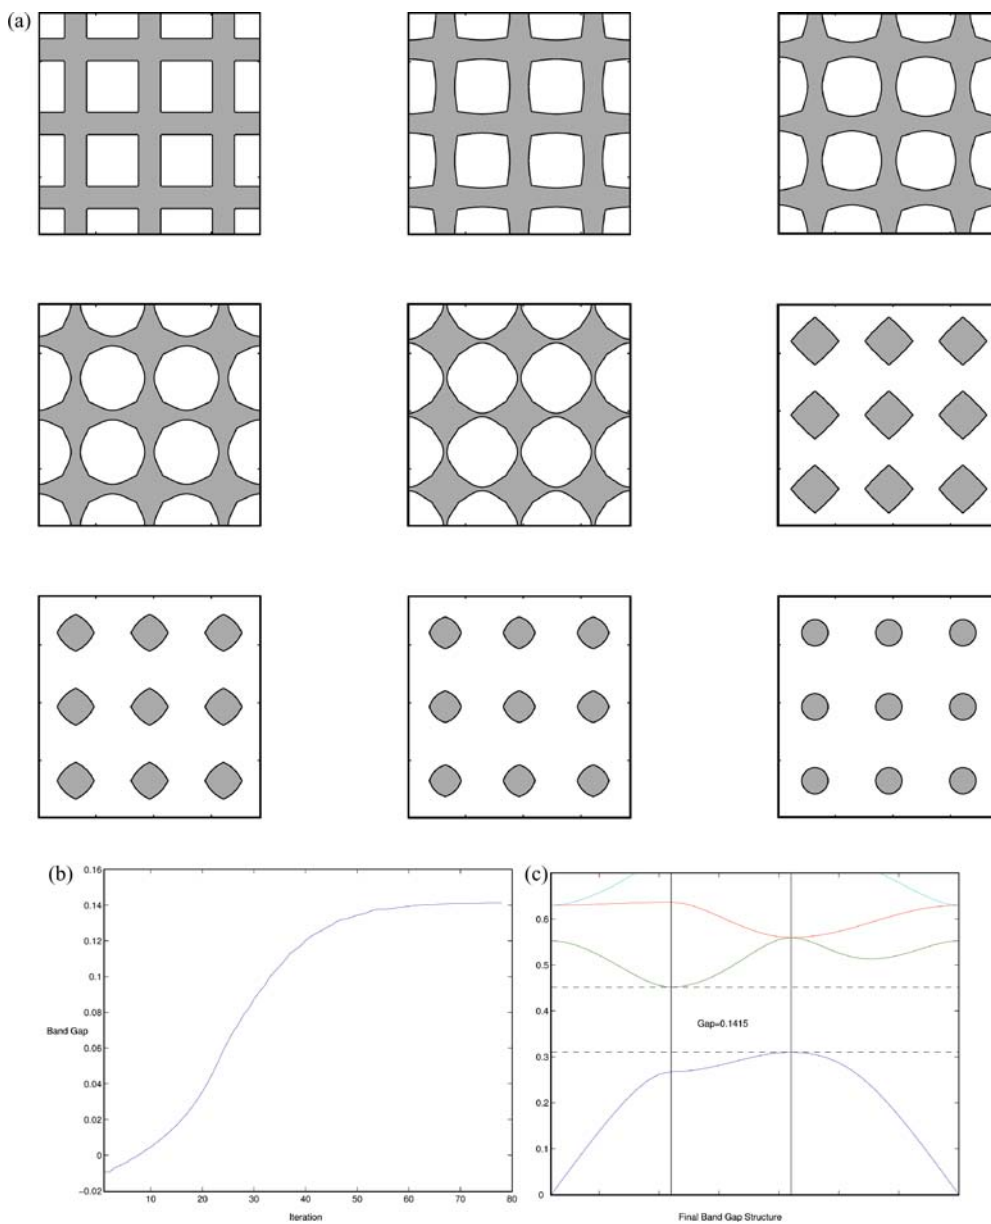 (a)
(b)
0.16
0.14
0.12
0.1
0.08
Band Gap
0.06
0.04
0.02
0
−0.02
10 20 30 40 50 60 70 80
Iteration
(c)
0.6
0.5
0.4
Gap=0.1415
0.3
0.2
0.1
0
Final Band Gap Structure